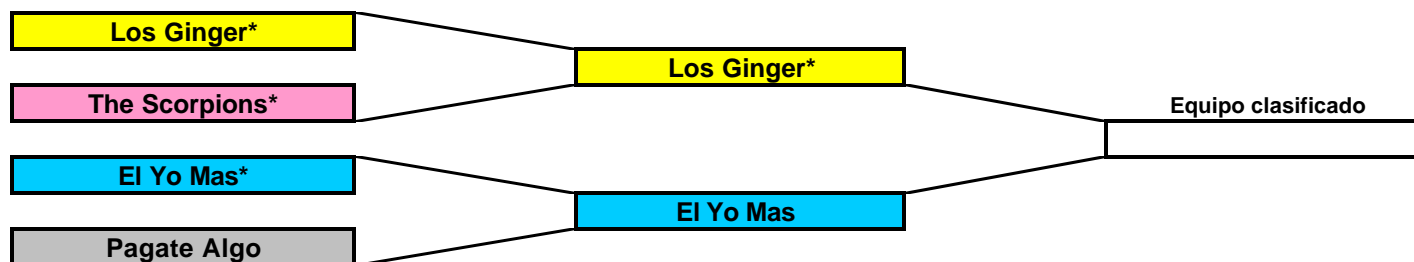 Los Ginger*
The Scorpions*
El Yo Mas*
Pagate Algo
Los Ginger*
El Yo Mas
Equipo clasificado